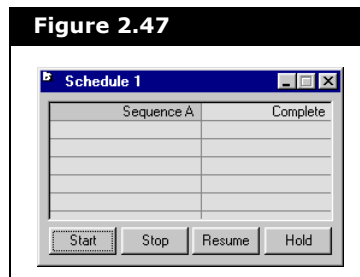 Figure 2.47
Schedule 1
Sequence A Complete
Start Stop Resume Hold